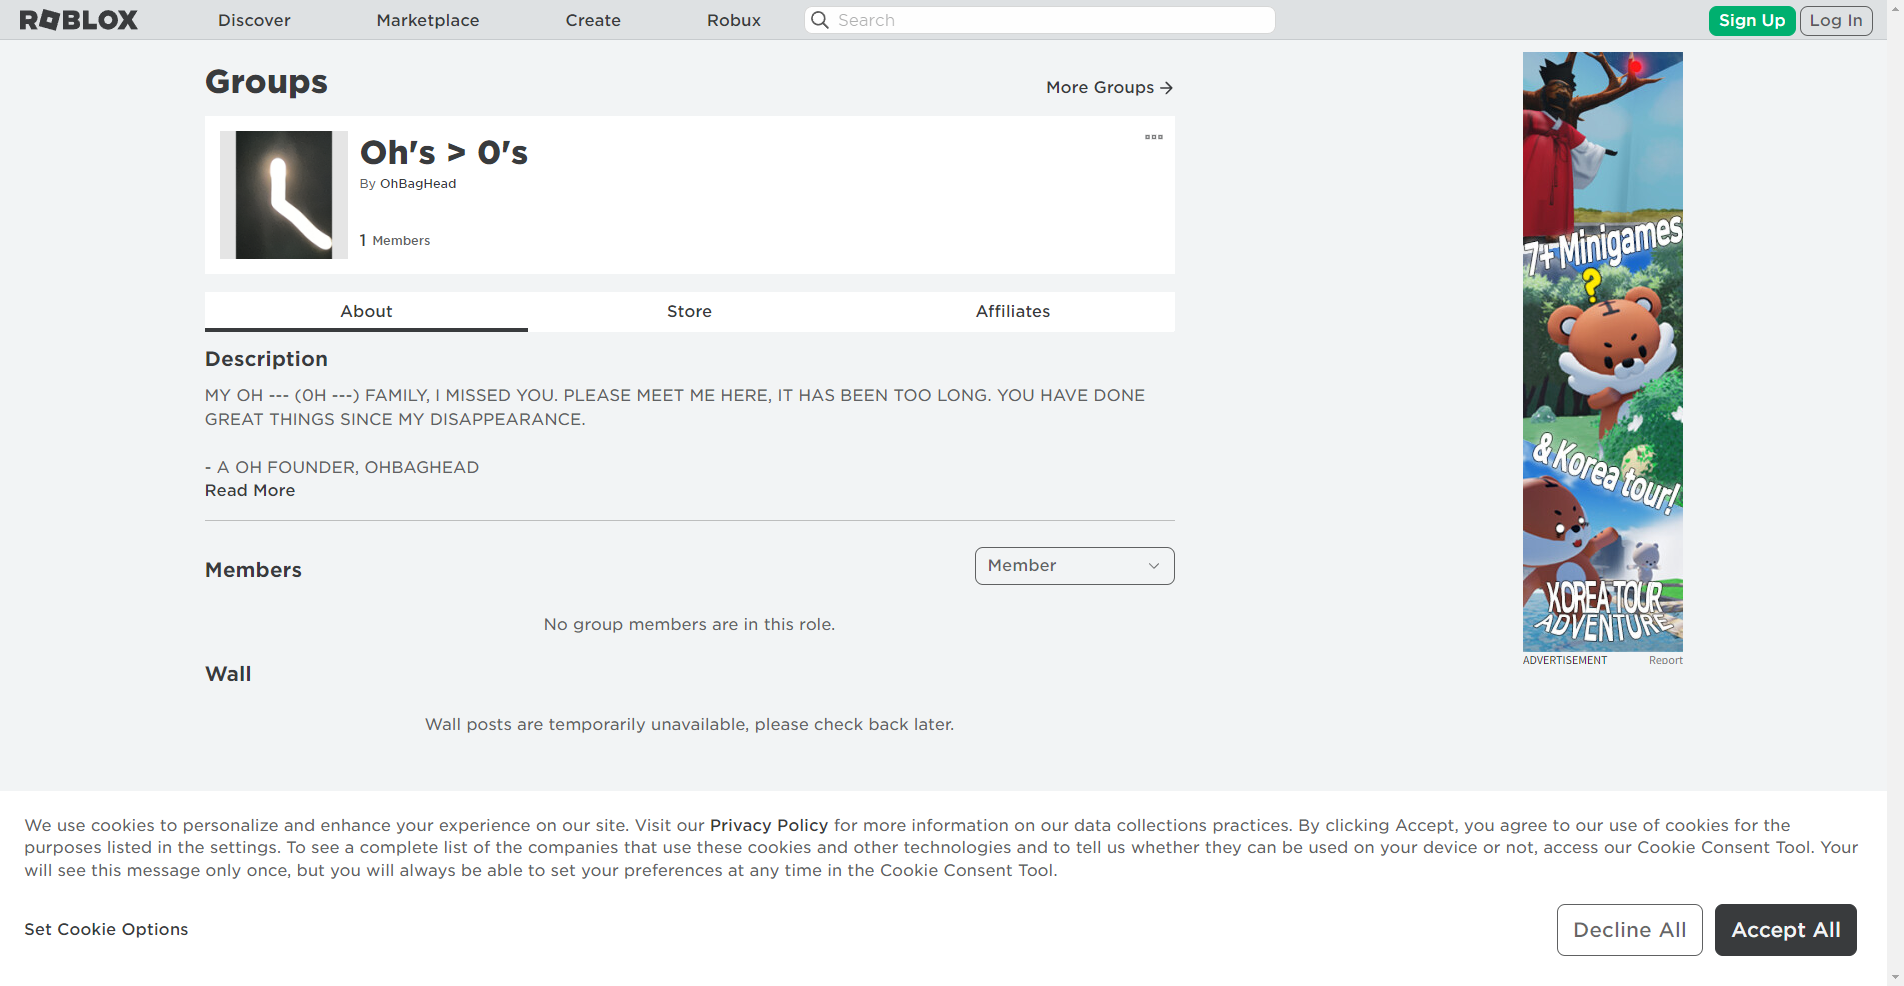 ROBLOX
Discover
Marketplace
Create
Robux
Search
Sign Up
Log In
Groups
More Groups
Oh's > 0's
By OhBagHead
1 Members
About
Store
Affiliates
Description
MY OH --- (0H ---) FAMILY, I MISSED YOU. PLEASE MEET ME HERE, IT HAS BEEN TOO LONG. YOU HAVE DONE
GREAT THINGS SINCE MY DISAPPEARANCE.
- A OH FOUNDER, OHBAGHEAD
Read More
Members
Member
No group members are in this role.
Wall
Wall posts are temporarily unavailable, please check back later.
7+ Minigames
?
& Korea tour!
KOREA TOUR
ADVENTURE
ADVERTISEMENT
Report
We use cookies to personalize and enhance your experience on our site. Visit our Privacy Policy for more information on our data collections practices. By clicking Accept, you agree to our use of cookies for the
purposes listed in the settings. To see a complete list of the companies that use these cookies and other technologies and to tell us whether they can be used on your device or not, access our Cookie Consent Tool. Your
will see this message only once, but you will always be able to set your preferences at any time in the Cookie Consent Tool.
Set Cookie Options
Decline All
Accept All